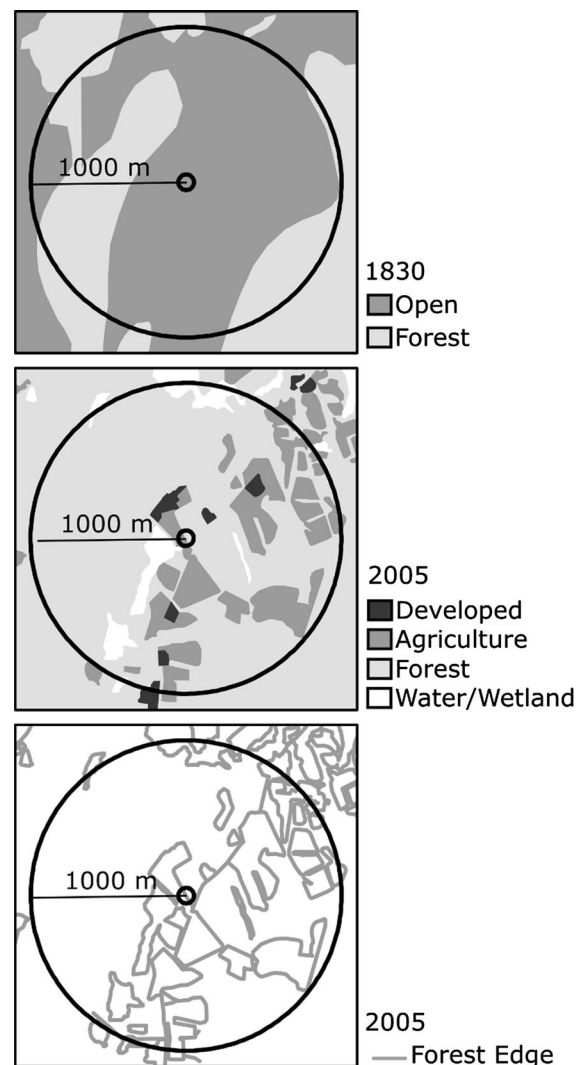 1000 m
1830
Open
Forest
1000 m
2005
Developed
Agriculture
Forest
Water/Wetland
1000 m
2005
Forest Edge